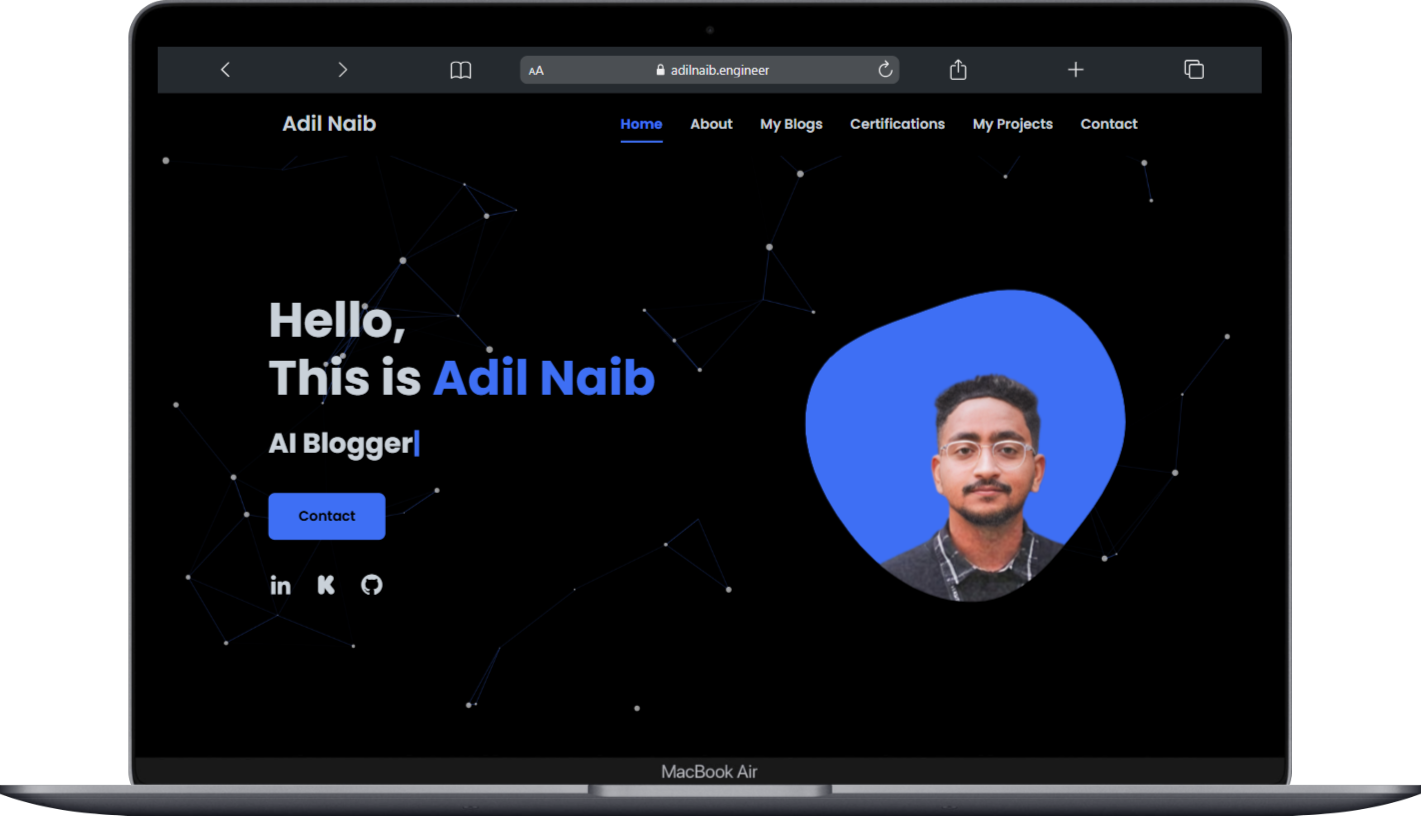 AA adilnaib.engineer
Adil Naib Home About My Blogs Certifications My Projects Contact
Hello,
This is Adil Naib
AI Blogger
Contact
in K
MacBook Air